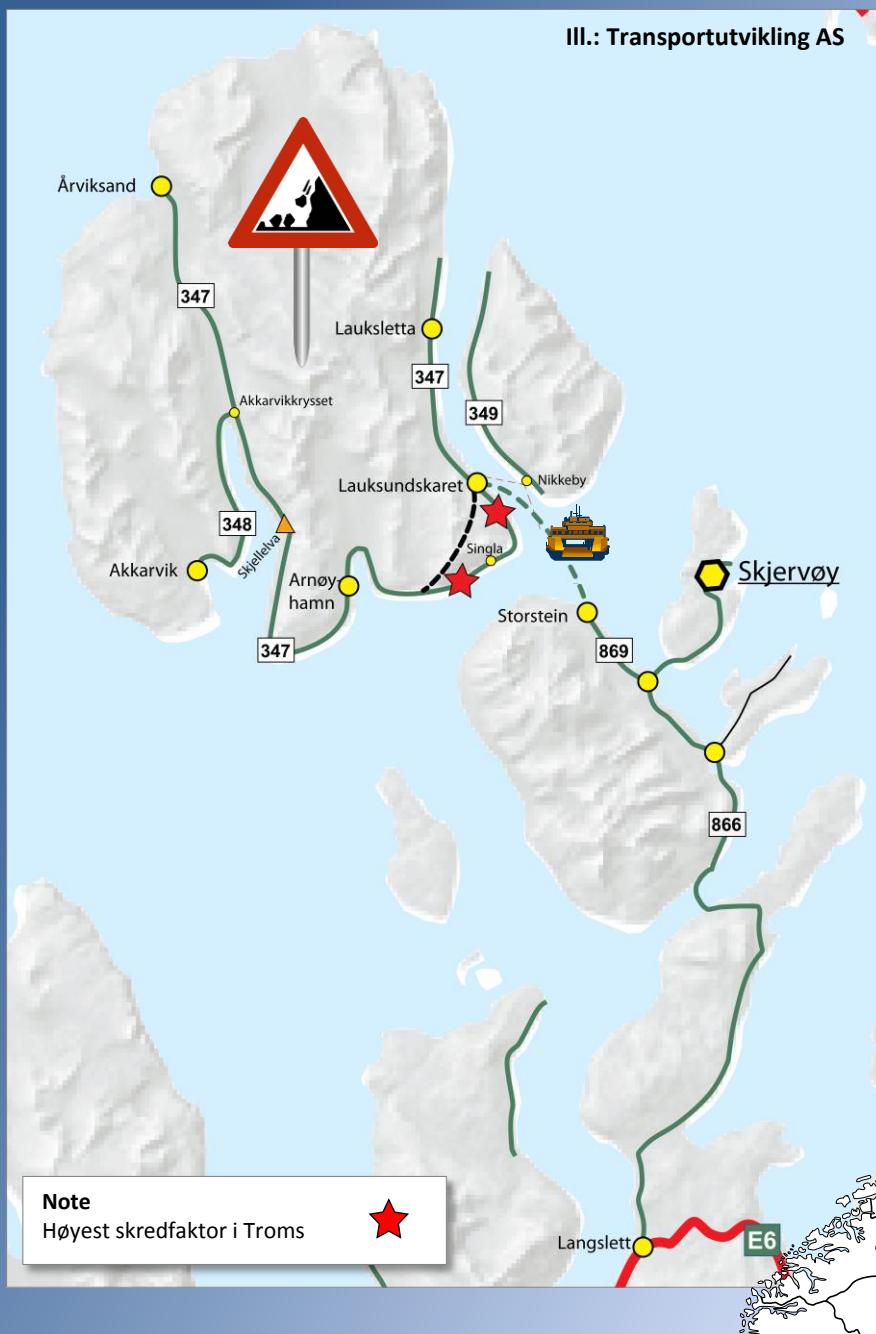 Ill.: Transportutvikling AS
Årviksand
347
Lauksletta
347
349
Akkarvikkrysset
Lauksundskaret
Nikkeby
348
Skjellelva
Singla
Akkarvik
Arnøy-
hamn
Skjervøy
Storstein
347
869
866
Note
Høyest skredfaktor i Troms
Langslett
E6